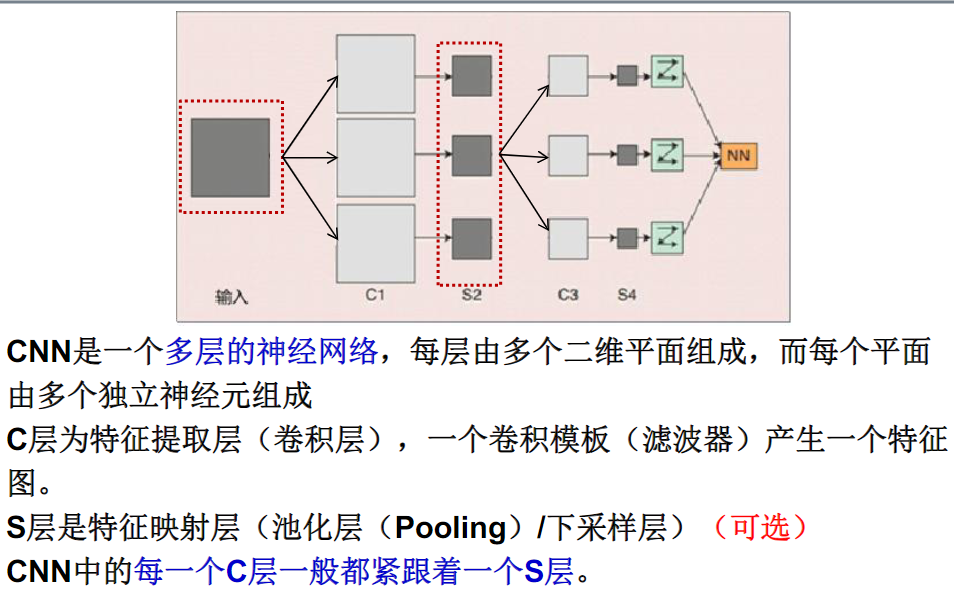 NN
输入 C1 S2 C3 S4
CNN是一个多层的神经网络，每层由多个二维平面组成，而每个平面
由多个独立神经元组成
C层为特征提取层（卷积层），一个卷积模板（滤波器）产生一个特征
图。
S层是特征映射层（池化层（Pooling）/下采样层）（可选）
CNN中的每一个C层一般都紧跟着一个S层。